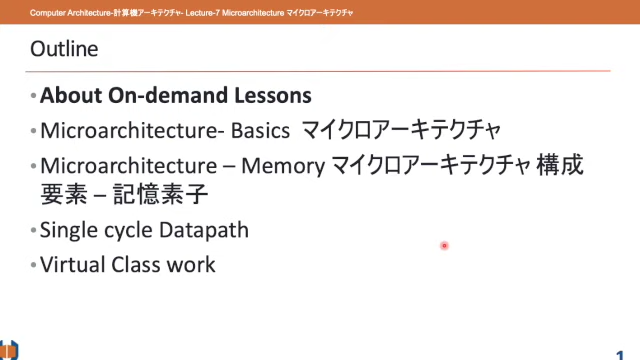 Computer Architecture-計算機アーキテクチャ- Lecture-7 Microarchitecture マイクロアーキテクチャ
Outline
•About On-demand Lessons
•Microarchitecture- Basics マイクロアーキテクチャ
•Microarchitecture – Memory マイクロアーキテクチャ 構成
要素 – 記憶素子
•Single cycle Datapath
•Virtual Class work
1